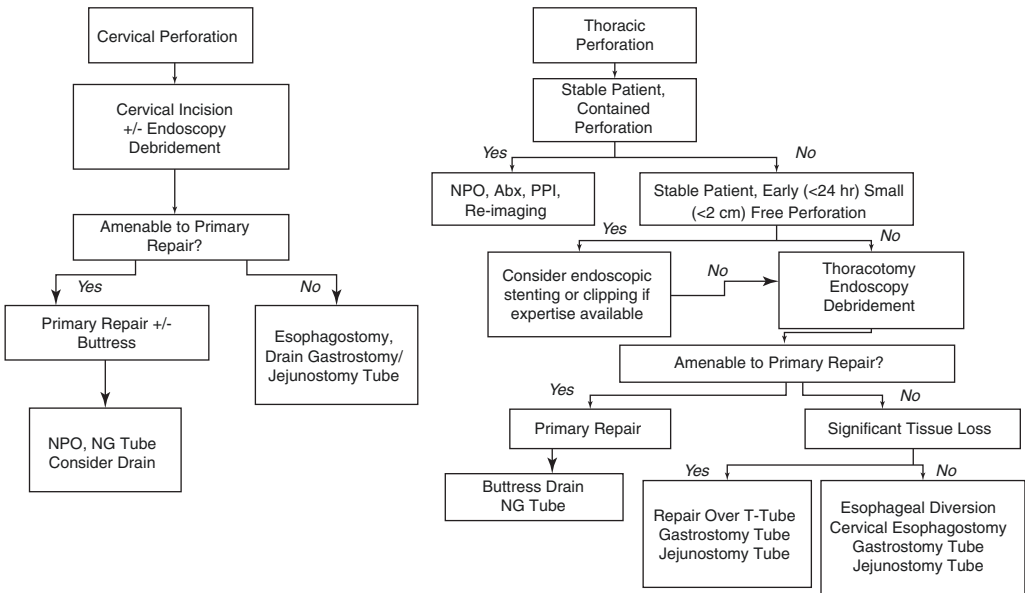 Cervical Perforation
Cervical Incision
+/- Endoscopy
Debridement
Amenable to Primary
Repair?
Yes
No
Primary Repair +/-
Buttress
Esophagostomy,
Drain Gastrostomy/
Jejunostomy Tube
NPO, NG Tube
Consider Drain
Thoracic
Perforation
Stable Patient,
Contained
Perforation
Yes
No
NPO, Abx, PPI,
Re-imaging
Stable Patient, Early (<24 hr) Small
(<2 cm) Free Perforation
Yes
No
Consider endoscopic
stenting or clipping if
expertise available
No
Thoracotomy
Endoscopy
Debridement
Amenable to Primary Repair?
Yes
No
Primary Repair
Significant Tissue Loss
Buttress Drain
NG Tube
Yes
No
Repair Over T-Tube
Gastrostomy Tube
Jejunostomy Tube
Esophageal Diversion
Cervical Esophagostomy
Gastrostomy Tube
Jejunostomy Tube